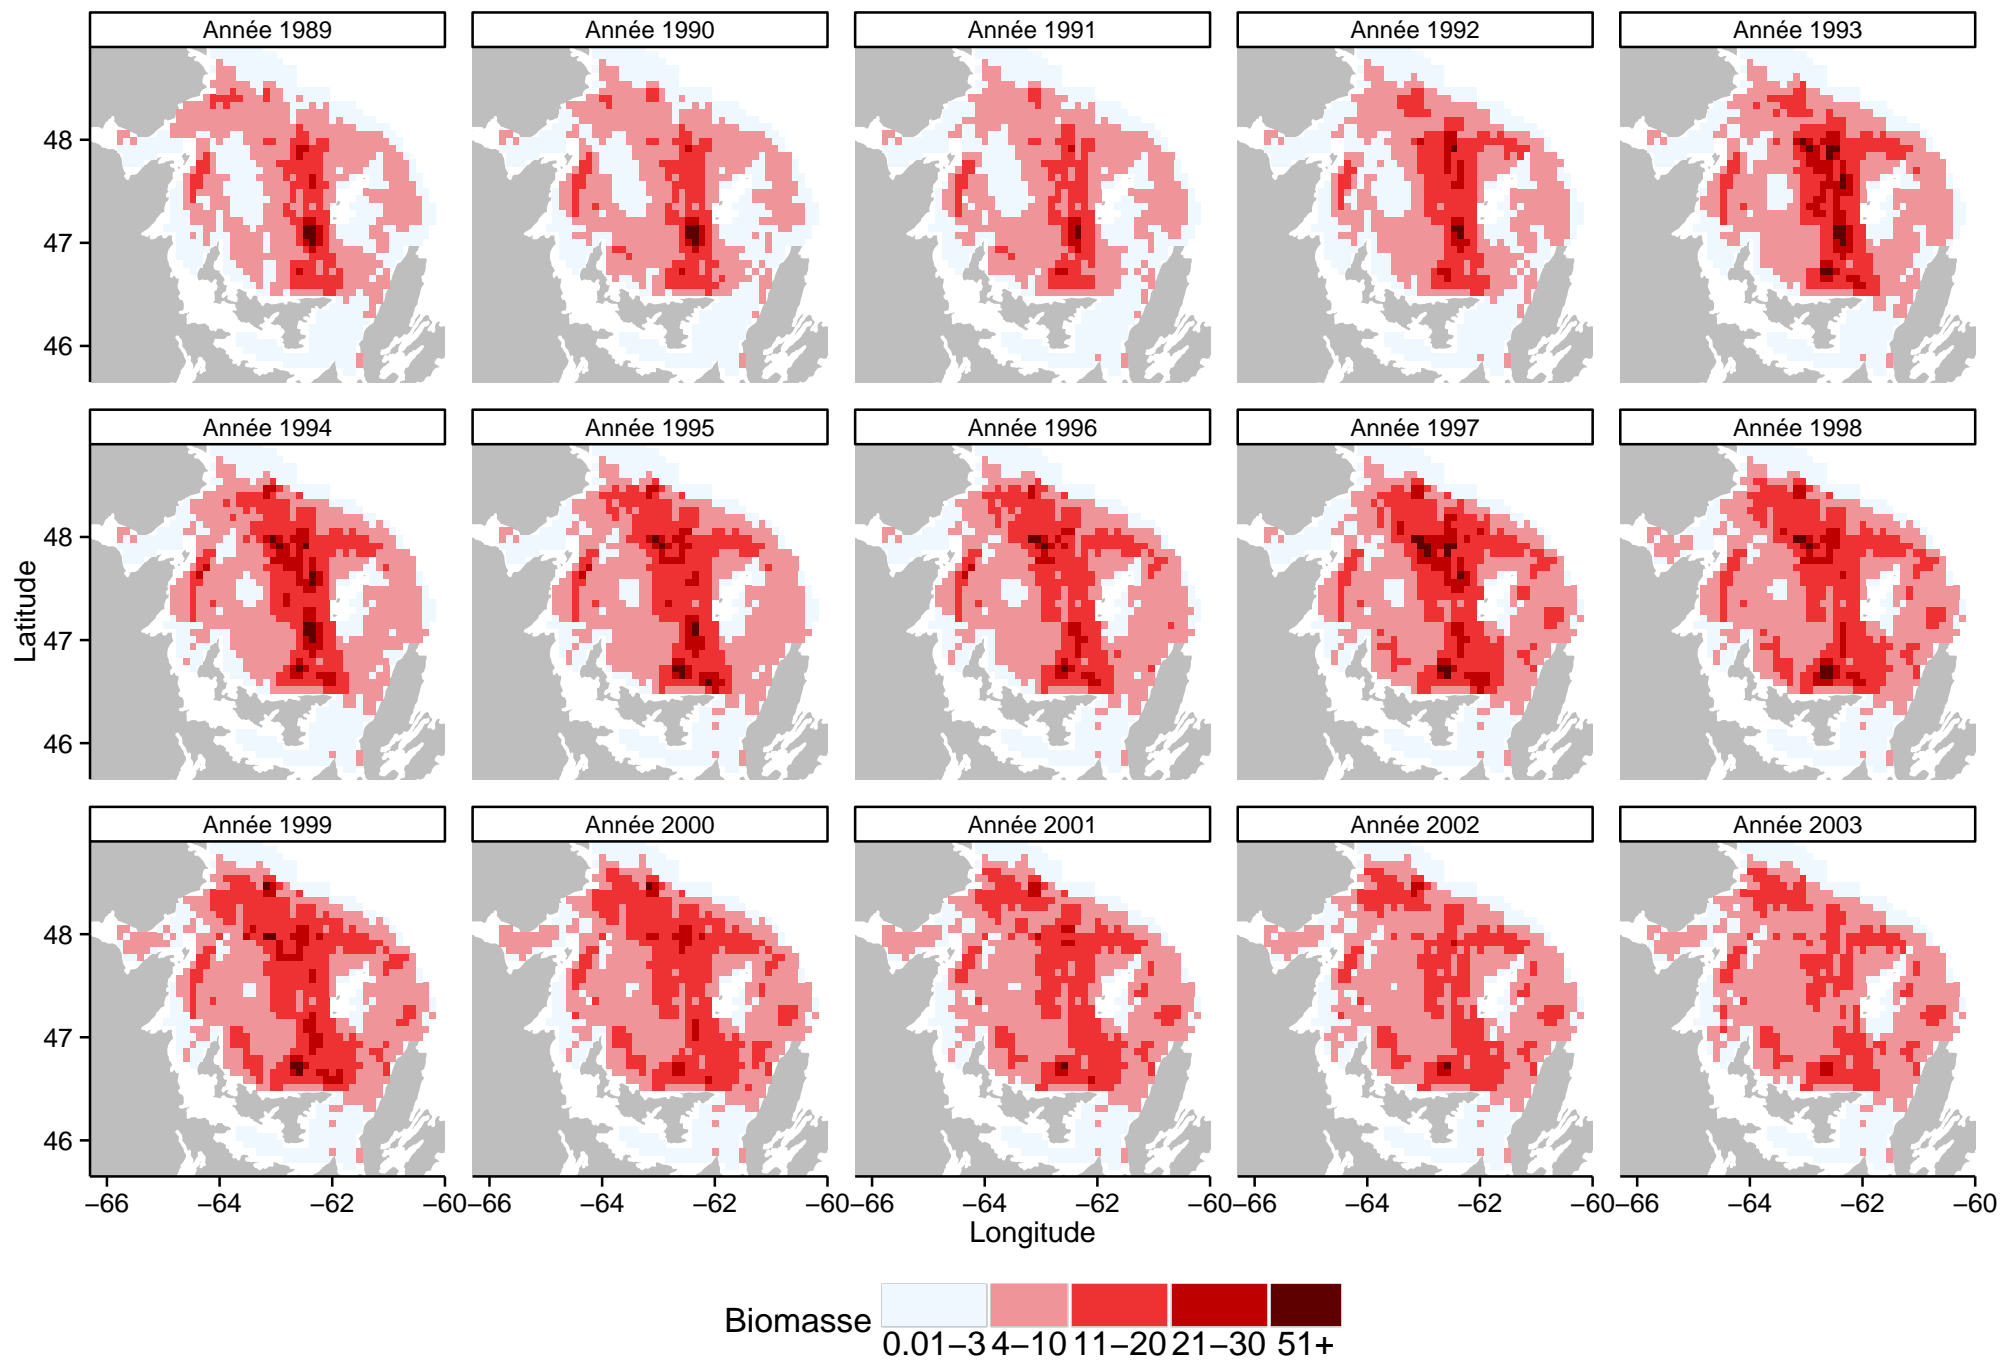 Année 1989 Année 1990 Année 1991 Année 1992 Année 1993
48
47
46
Année 1994 Année 1995 Année 1996 Année 1997 Année 1998
48
47
46
Latitude
Année 1999 Année 2000 Année 2001 Année 2002 Année 2003
48
47
46
−66 −64 −62 −60 −66 −64 −62 −60 −66 −64 −62 −60 −66 −64 −62 −60 −66 −64 −62 −60
Longitude
Biomasse
0.01−3 4−10 11−20 21−30 51+